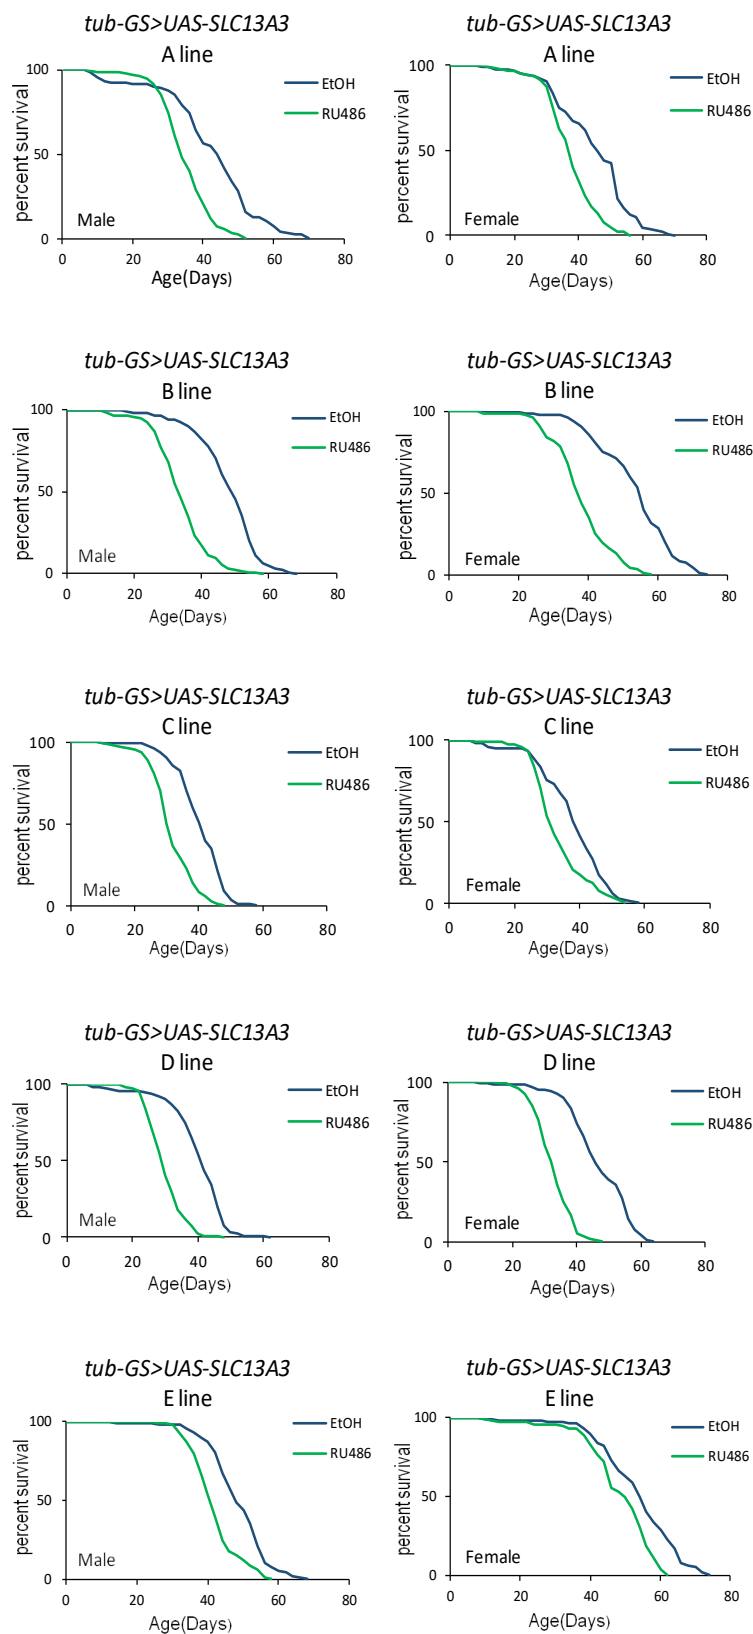 tub-GS>UAS-SLC13A3
A line
percent survival
100
50
0
EtOH
RU486
Male
0 20 40 60 80
Age(Days)
tub-GS>UAS-SLC13A3
A line
percent survival
100
50
0
EtOH
RU486
Female
0 20 40 60 80
Age(Days)
tub-GS>UAS-SLC13A3
B line
percent survival
100
50
0
EtOH
RU486
Male
0 20 40 60 80
Age(Days)
tub-GS>UAS-SLC13A3
B line
percent survival
100
50
0
EtOH
RU486
Female
0 20 40 60 80
Age(Days)
tub-GS>UAS-SLC13A3
C line
percent survival
100
50
0
EtOH
RU486
Male
0 20 40 60 80
Age(Days)
tub-GS>UAS-SLC13A3
C line
percent survival
100
50
0
EtOH
RU486
Female
0 20 40 60 80
Age(Days)
tub-GS>UAS-SLC13A3
D line
percent survival
100
50
0
EtOH
RU486
Male
0 20 40 60 80
Age(Days)
tub-GS>UAS-SLC13A3
D line
percent survival
100
50
0
EtOH
RU486
Female
0 20 40 60 80
Age(Days)
tub-GS>UAS-SLC13A3
E line
percent survival
100
50
0
EtOH
RU486
Male
0 20 40 60 80
Age(Days)
tub-GS>UAS-SLC13A3
E line
percent survival
100
50
0
EtOH
RU486
Female
0 20 40 60 80
Age(Days)